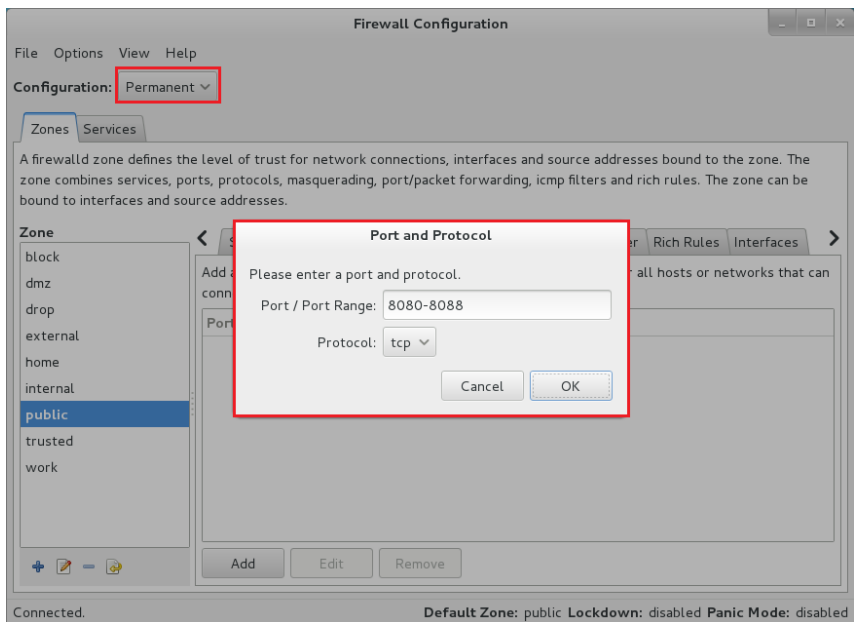 Firewall Configuration
File Options View Help
Configuration: Permanent
Zones Services
A firewalld zone defines the level of trust for network connections, interfaces and source addresses bound to the zone. The
zone combines services, ports, protocols, masquerading, port/packet forwarding, icmp filters and rich rules. The zone can be
bound to interfaces and source addresses.
Zone
block
dmz
drop
external
home
internal
public
trusted
work
Rich Rules Interfaces
Add
all hosts or networks that can
Port
Port and Protocol
Please enter a port and protocol.
Port / Port Range: 8080-8088
Protocol: tcp
Cancel OK
Add Edit Remove
Connected.
Default Zone: public Lockdown: disabled Panic Mode: disabled